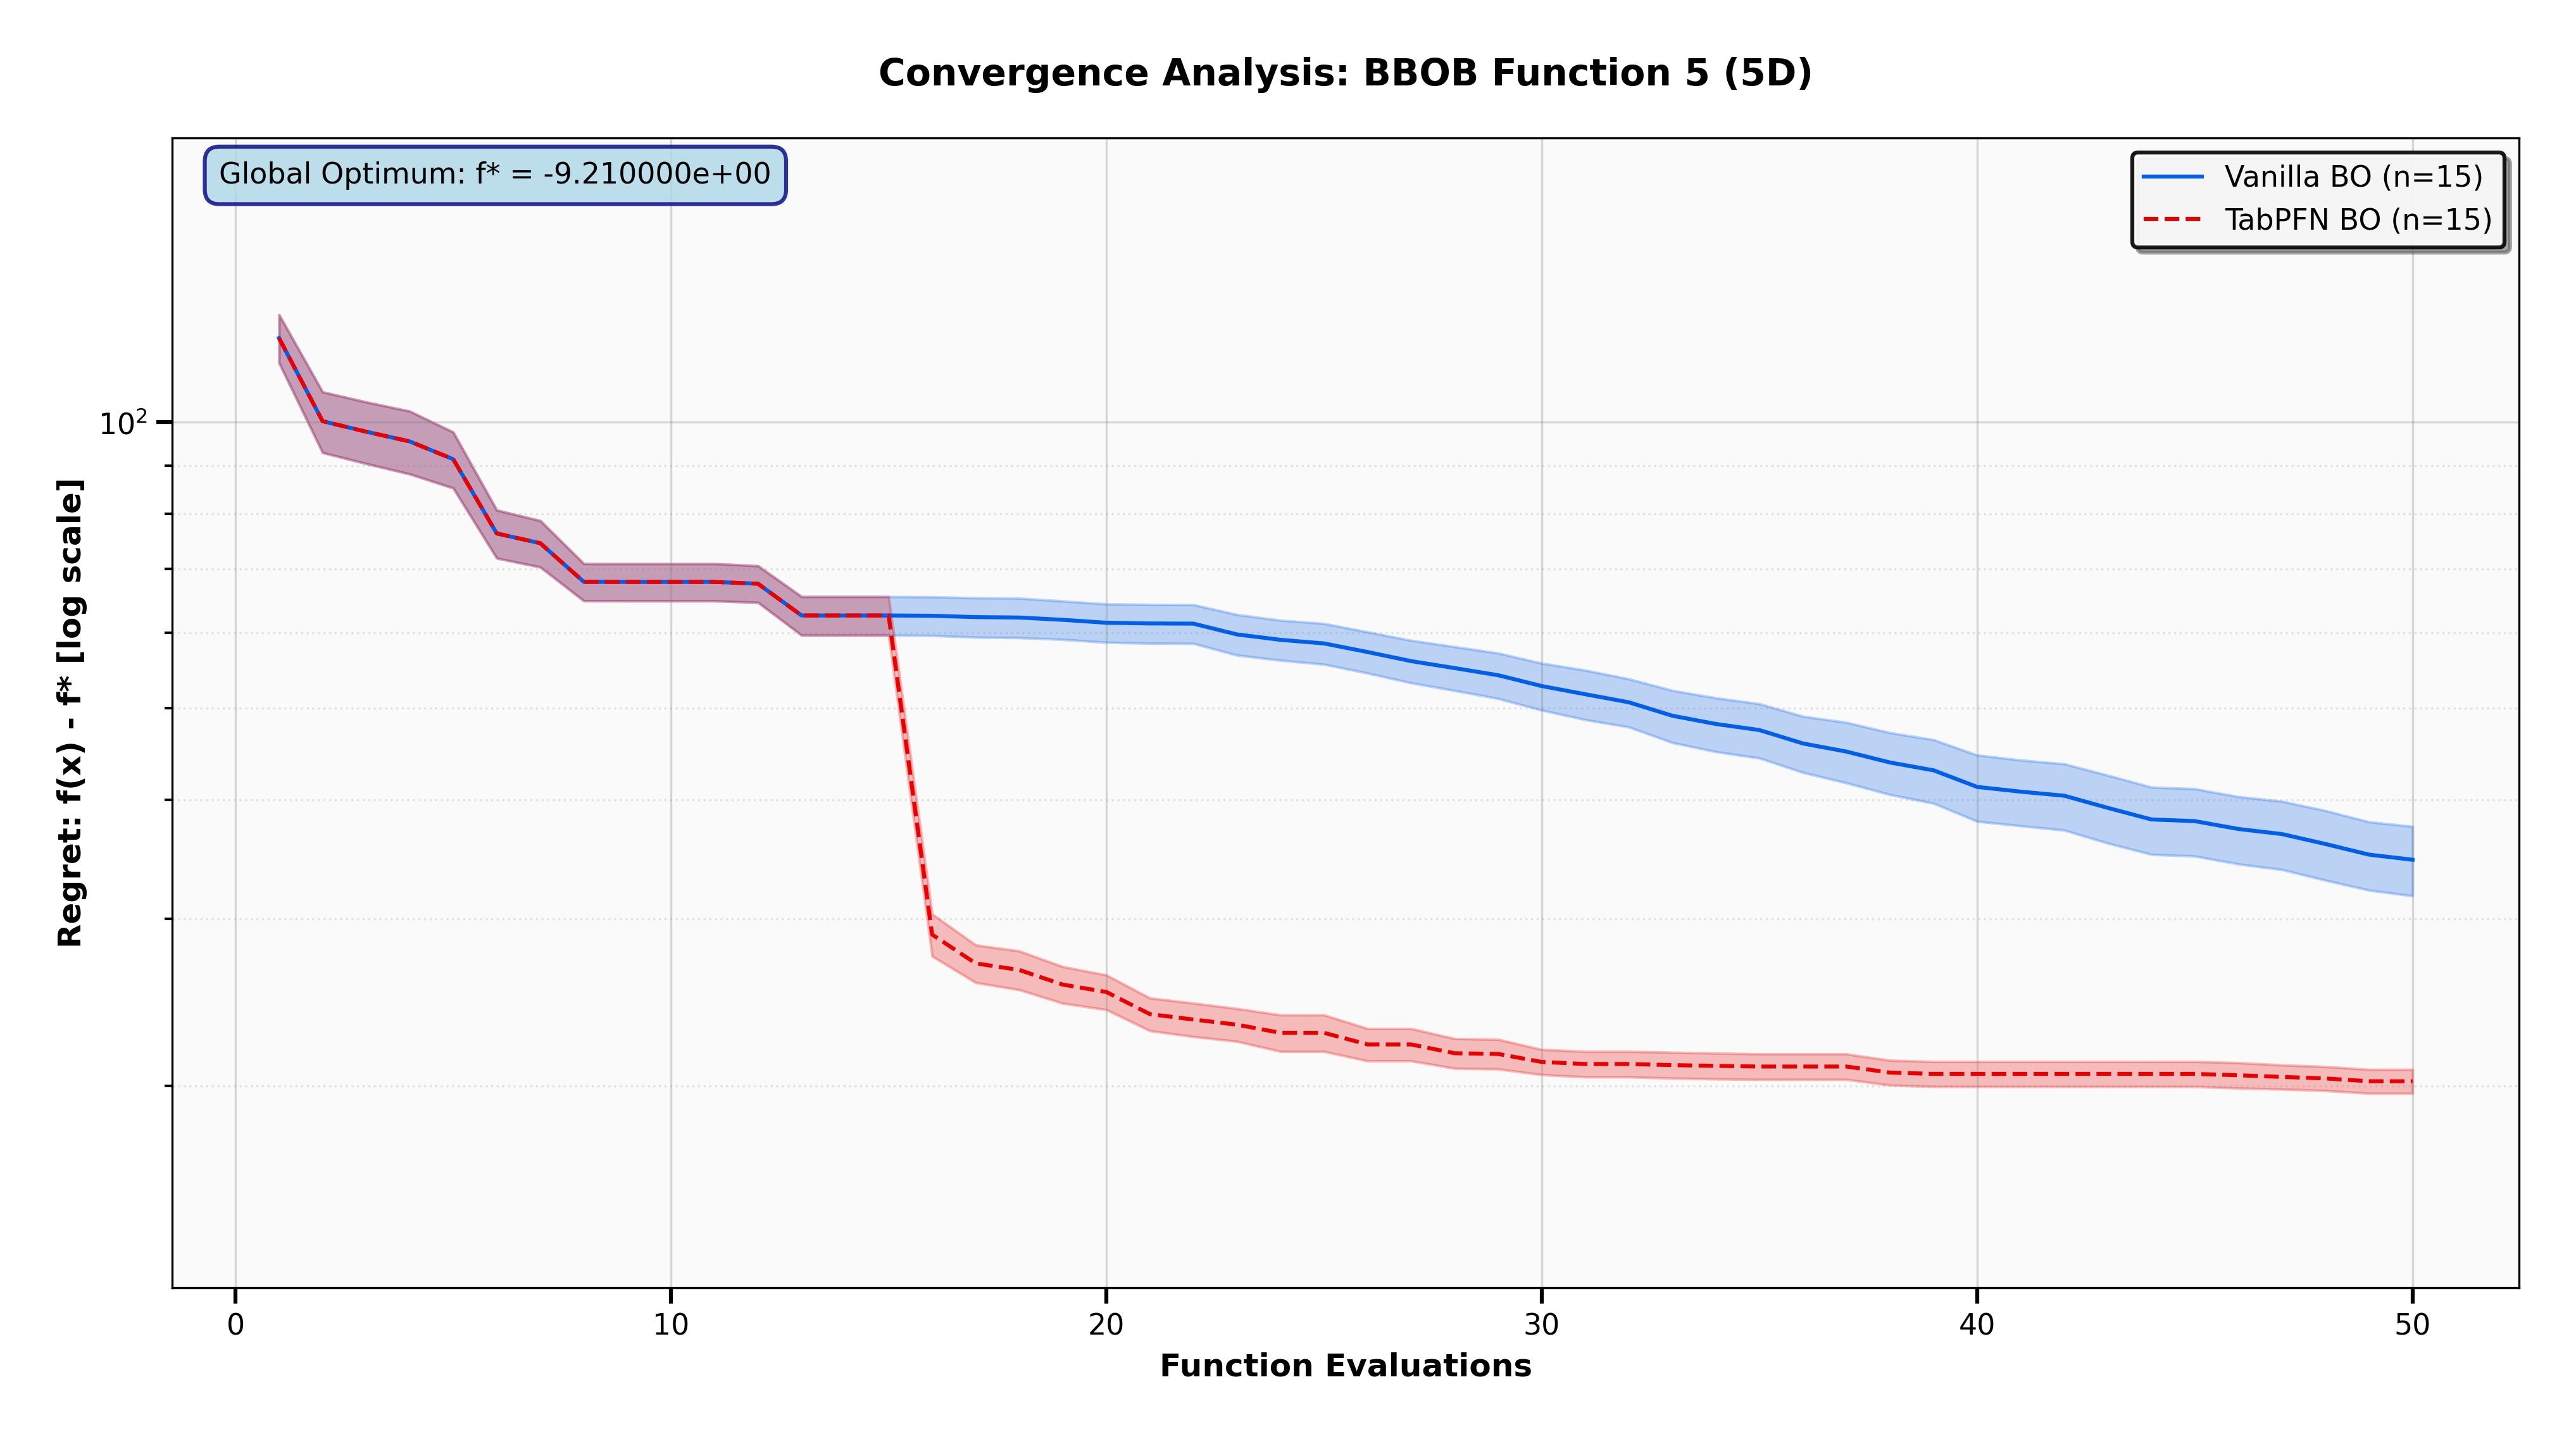 Convergence Analysis: BBOB Function 5 (5D)
Global Optimum: f* = -9.210000e+00
Vanilla BO (n=15)
TabPFN BO (n=15)
10²
Regret: f(x) - f* [log scale]
0 10 20 30 40 50
Function Evaluations